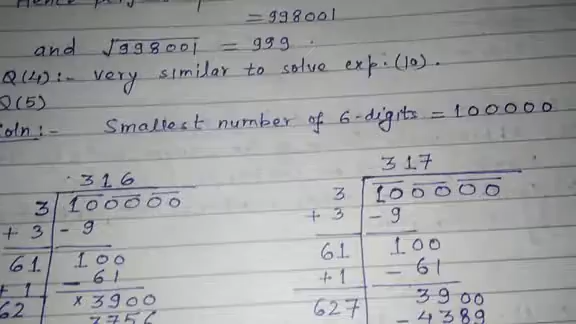 = 998001
and √998001 = 999.
Q(4):- very similar to solve exp.(10).
Q(5)
Soln:- Smallest number of 6-digits = 100000
316
3 100000
+ 3 - 9
61 100
+ 1 - 61
62 x 3900
3756
317
3 100000
+ 3 - 9
61 100
+ 1 - 61
627 3900
- 4389